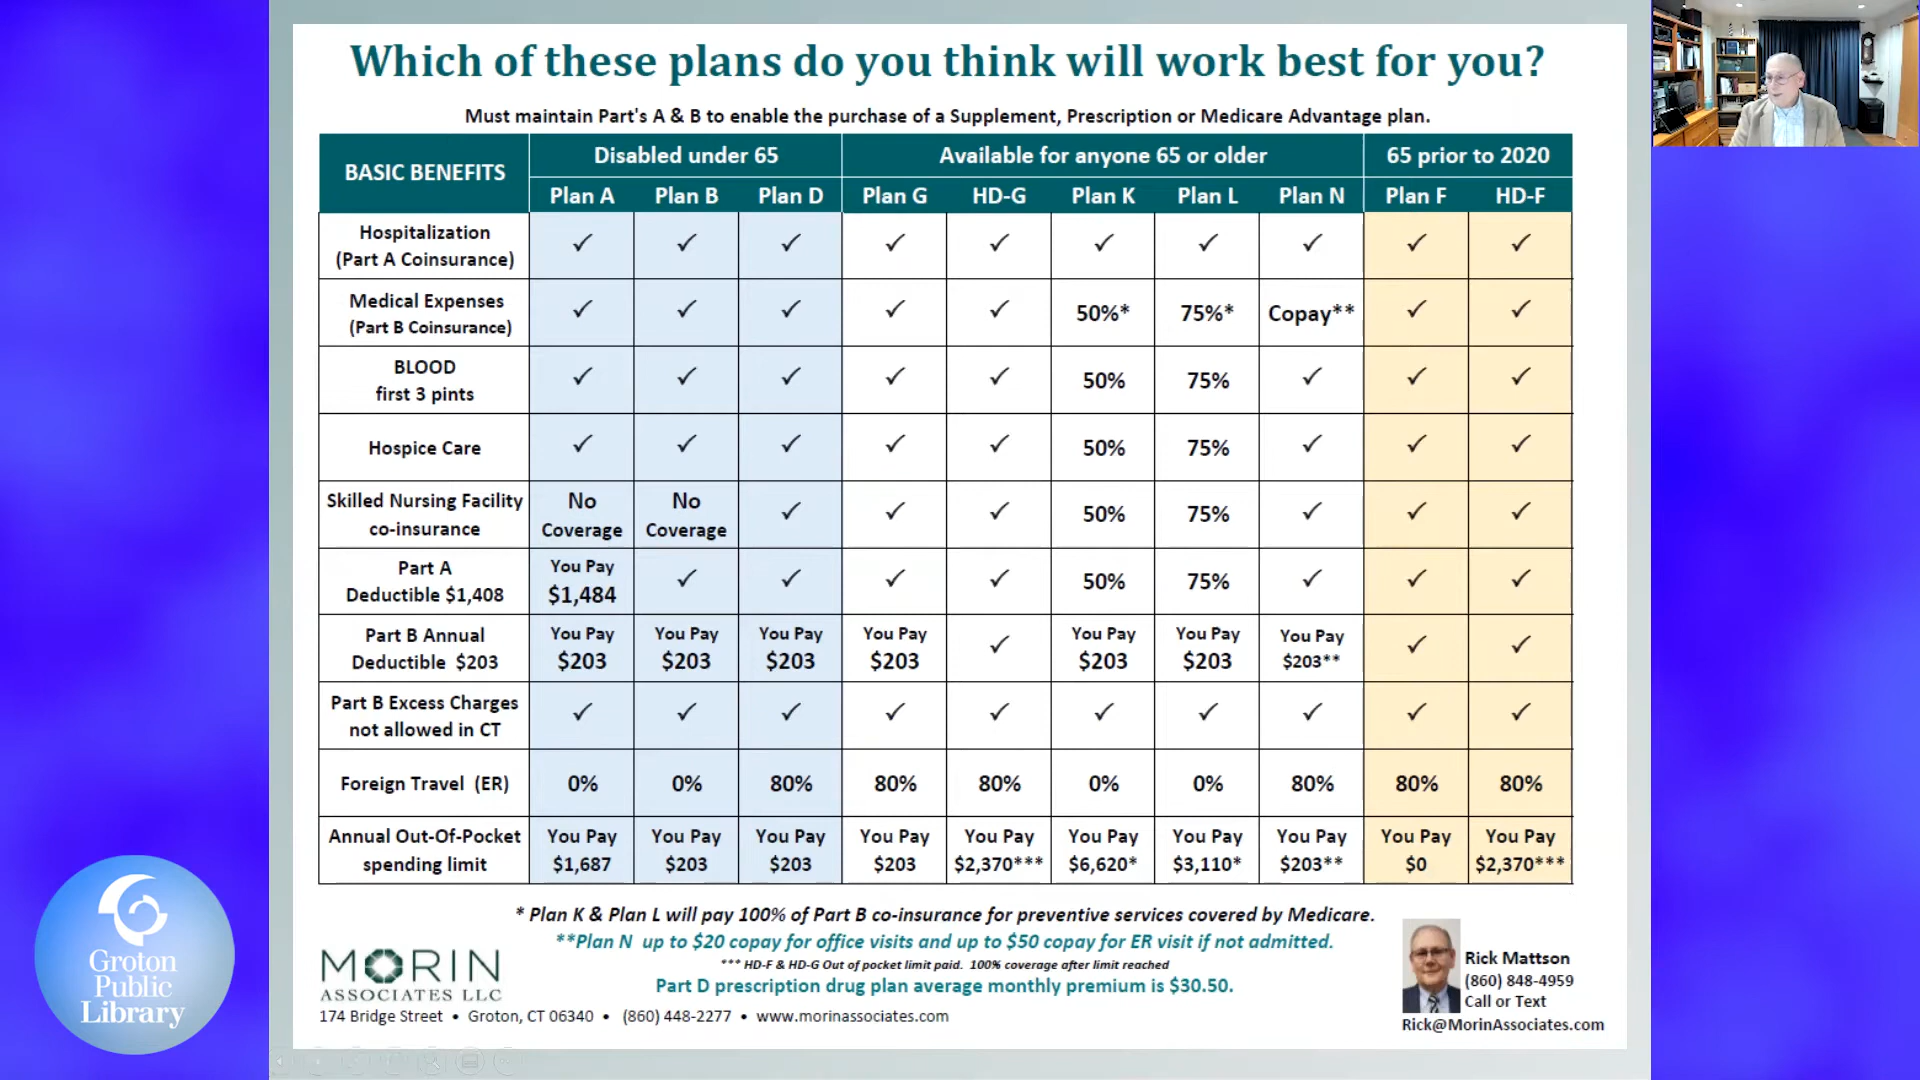 Which of these plans do you think will work best for you?
Must maintain Part's A & B to enable the purchase of a Supplement, Prescription or Medicare Advantage plan.
BASIC BENEFITS Disabled under 65 Available for anyone 65 or older 65 prior to 2020
Plan A Plan B Plan D Plan G HD-G Plan K Plan L Plan N Plan F HD-F
Hospitalization
(Part A Coinsurance) ✓ ✓ ✓ ✓ ✓ ✓ ✓ ✓ ✓ ✓
Medical Expenses
(Part B Coinsurance) ✓ ✓ ✓ ✓ ✓ 50%* 75%* Copay** ✓ ✓
BLOOD
first 3 pints ✓ ✓ ✓ ✓ ✓ 50% 75% ✓ ✓ ✓
Hospice Care ✓ ✓ ✓ ✓ ✓ 50% 75% ✓ ✓ ✓
Skilled Nursing Facility No No
co-insurance Coverage Coverage ✓ ✓ ✓ 50% 75% ✓ ✓ ✓
Part A You Pay
Deductible $1,408 $1,484 ✓ ✓ ✓ ✓ 50% 75% ✓ ✓ ✓
Part B Annual You Pay You Pay You Pay You Pay You Pay You Pay You Pay
Deductible $203 $203 $203 $203 $203 ✓ $203 $203 $203** ✓ ✓
Part B Excess Charges
not allowed in CT ✓ ✓ ✓ ✓ ✓ ✓ ✓ ✓ ✓ ✓
Foreign Travel (ER) 0% 0% 80% 80% 80% 0% 0% 80% 80% 80%
Annual Out-Of-Pocket You Pay You Pay You Pay You Pay You Pay You Pay You Pay You Pay You Pay You Pay
spending limit $1,687 $203 $203 $203 $2,370*** $6,620* $3,110* $203** $0 $2,370***
* Plan K & Plan L will pay 100% of Part B co-insurance for preventive services covered by Medicare.
**Plan N up to $20 copay for office visits and up to $50 copay for ER visit if not admitted.
*** HD-F & HD-G Out of pocket limit paid. 100% coverage after limit reached
Part D prescription drug plan average monthly premium is $30.50.
MORIN
ASSOCIATES LLC
174 Bridge Street • Groton, CT 06340 • (860) 448-2277 • www.morinassociates.com
Rick Mattson
(860) 848-4959
Call or Text
Rick@MorinAssociates.com
Groton
Public
Library